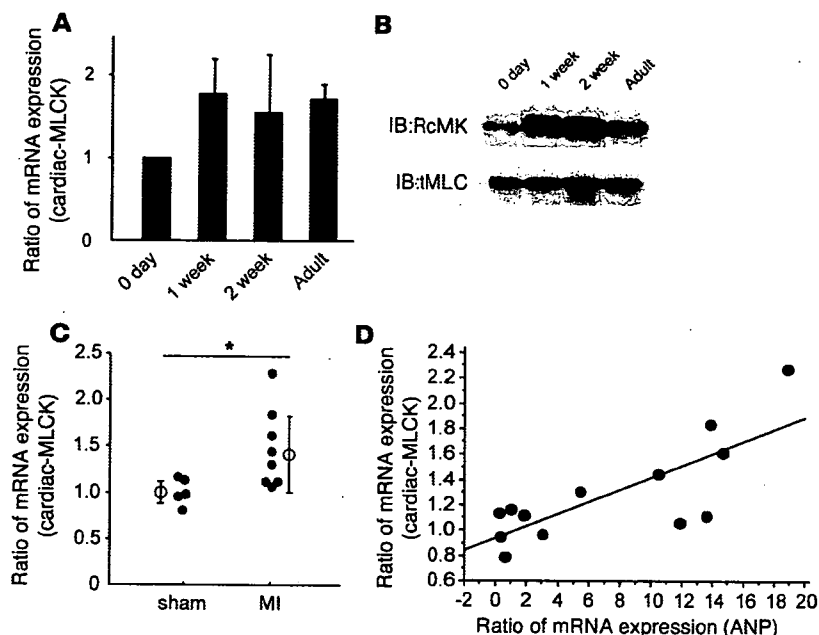 A
Ratio of mRNA expression
(cardiac-MLCK)
2
1
0
0 day
1 week
2 week
Adult
B
0 day
1 week
2 week
Adult
IB:RcMK
IB:tMLC
C
Ratio of mRNA expression
(cardiac-MLCK)
2.5
2.0
1.5
1.0
0.5
0
*
sham
MI
D
Ratio of mRNA expression
(cardiac-MLCK)
2.4
2.2
2.0
1.8
1.6
1.4
1.2
1.0
0.8
0.6
-2 0 2 4 6 8 10 12 14 16 18 20
Ratio of mRNA expression (ANP)